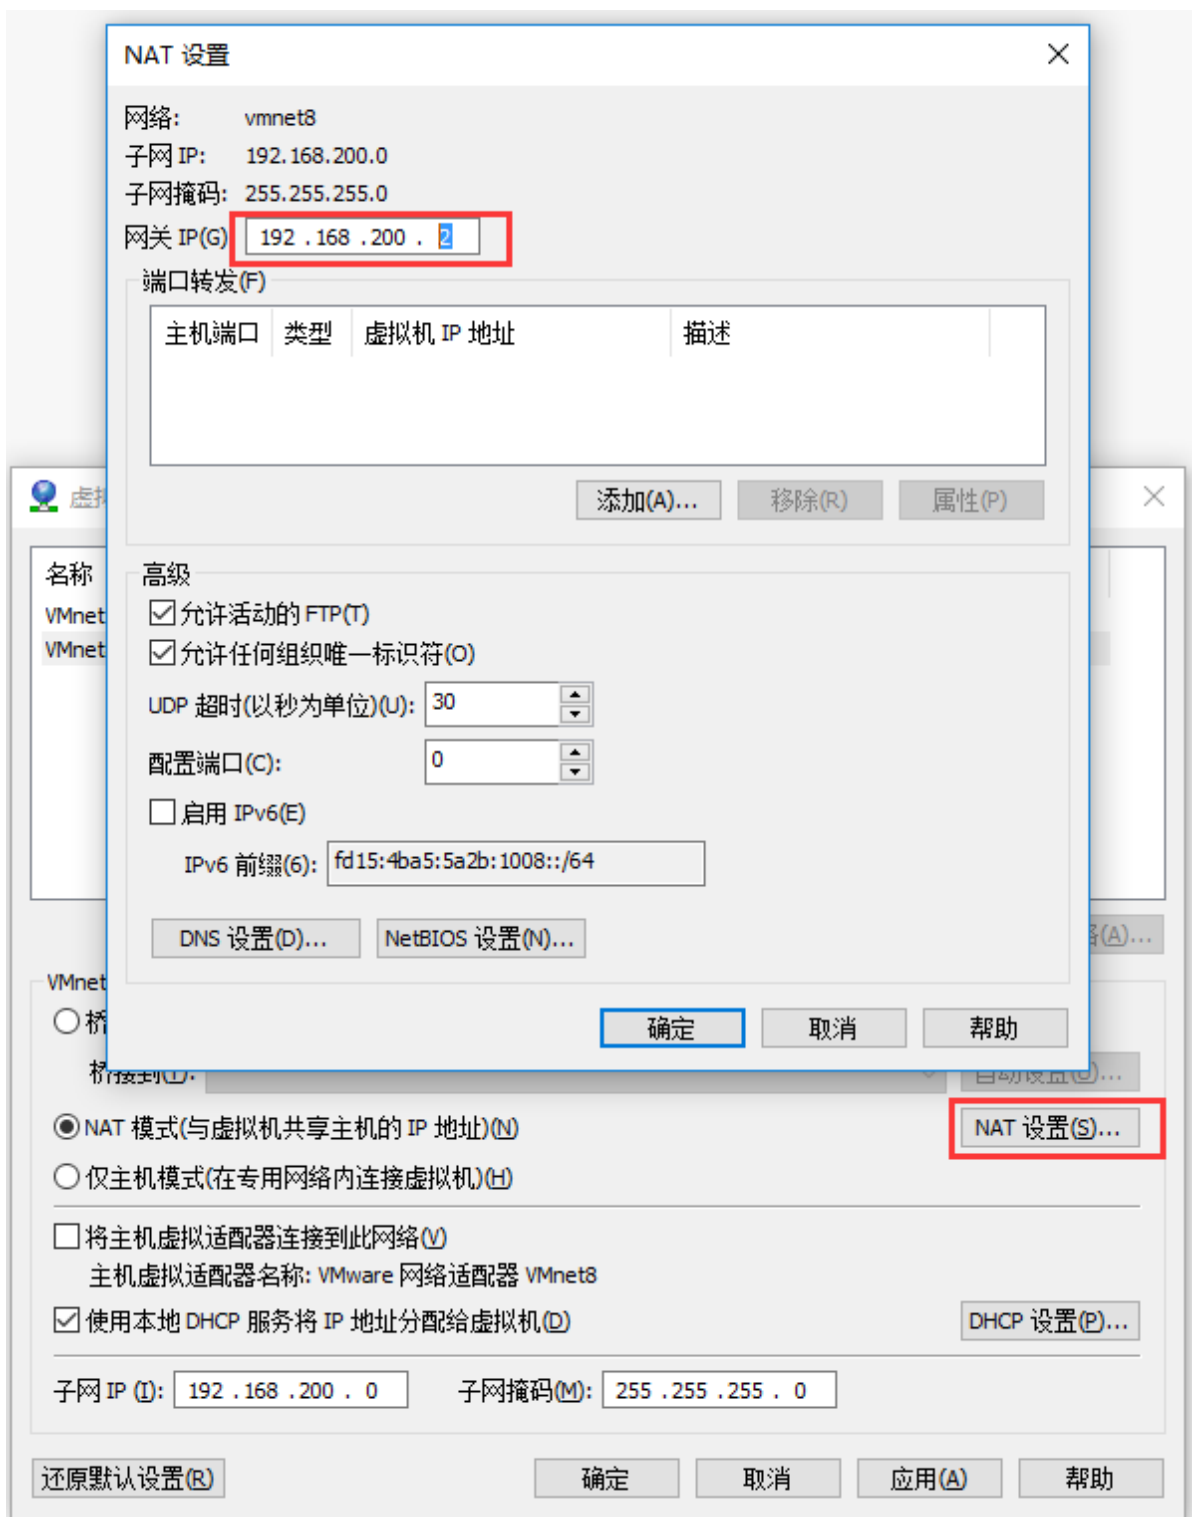 NAT 设置
网络: vmnet8
子网 IP: 192.168.200.0
子网掩码: 255.255.255.0
网关 IP(G) 192 . 168 . 200 . 2
端口转发(F)
主机端口 类型 虚拟机 IP 地址 描述
添加(A)... 移除(R) 属性(P)
高级
允许活动的 FTP(T)
允许任何组织唯一标识符(O)
UDP 超时(以秒为单位)(U): 30
配置端口(C): 0
启用 IPv6(E)
IPv6 前缀(6): fd15:4ba5:5a2b:1008::/64
DNS 设置(D)... NetBIOS 设置(N)...
确定 取消 帮助
名称
VMnet
VMnet
(A)...
VMnet
桥
桥接到(T):
自动设置(U)...
NAT 模式(与虚拟机共享主机的 IP 地址)(N) NAT 设置(S)...
仅主机模式(在专用网络内连接虚拟机)(H)
将主机虚拟适配器连接到此网络(V)
主机虚拟适配器名称: VMware 网络适配器 VMnet8
使用本地 DHCP 服务将 IP 地址分配给虚拟机(D) DHCP 设置(P)...
子网 IP (I): 192 . 168 . 200 . 0 子网掩码(M): 255 . 255 . 255 . 0
还原默认设置(R) 确定 取消 应用(A) 帮助